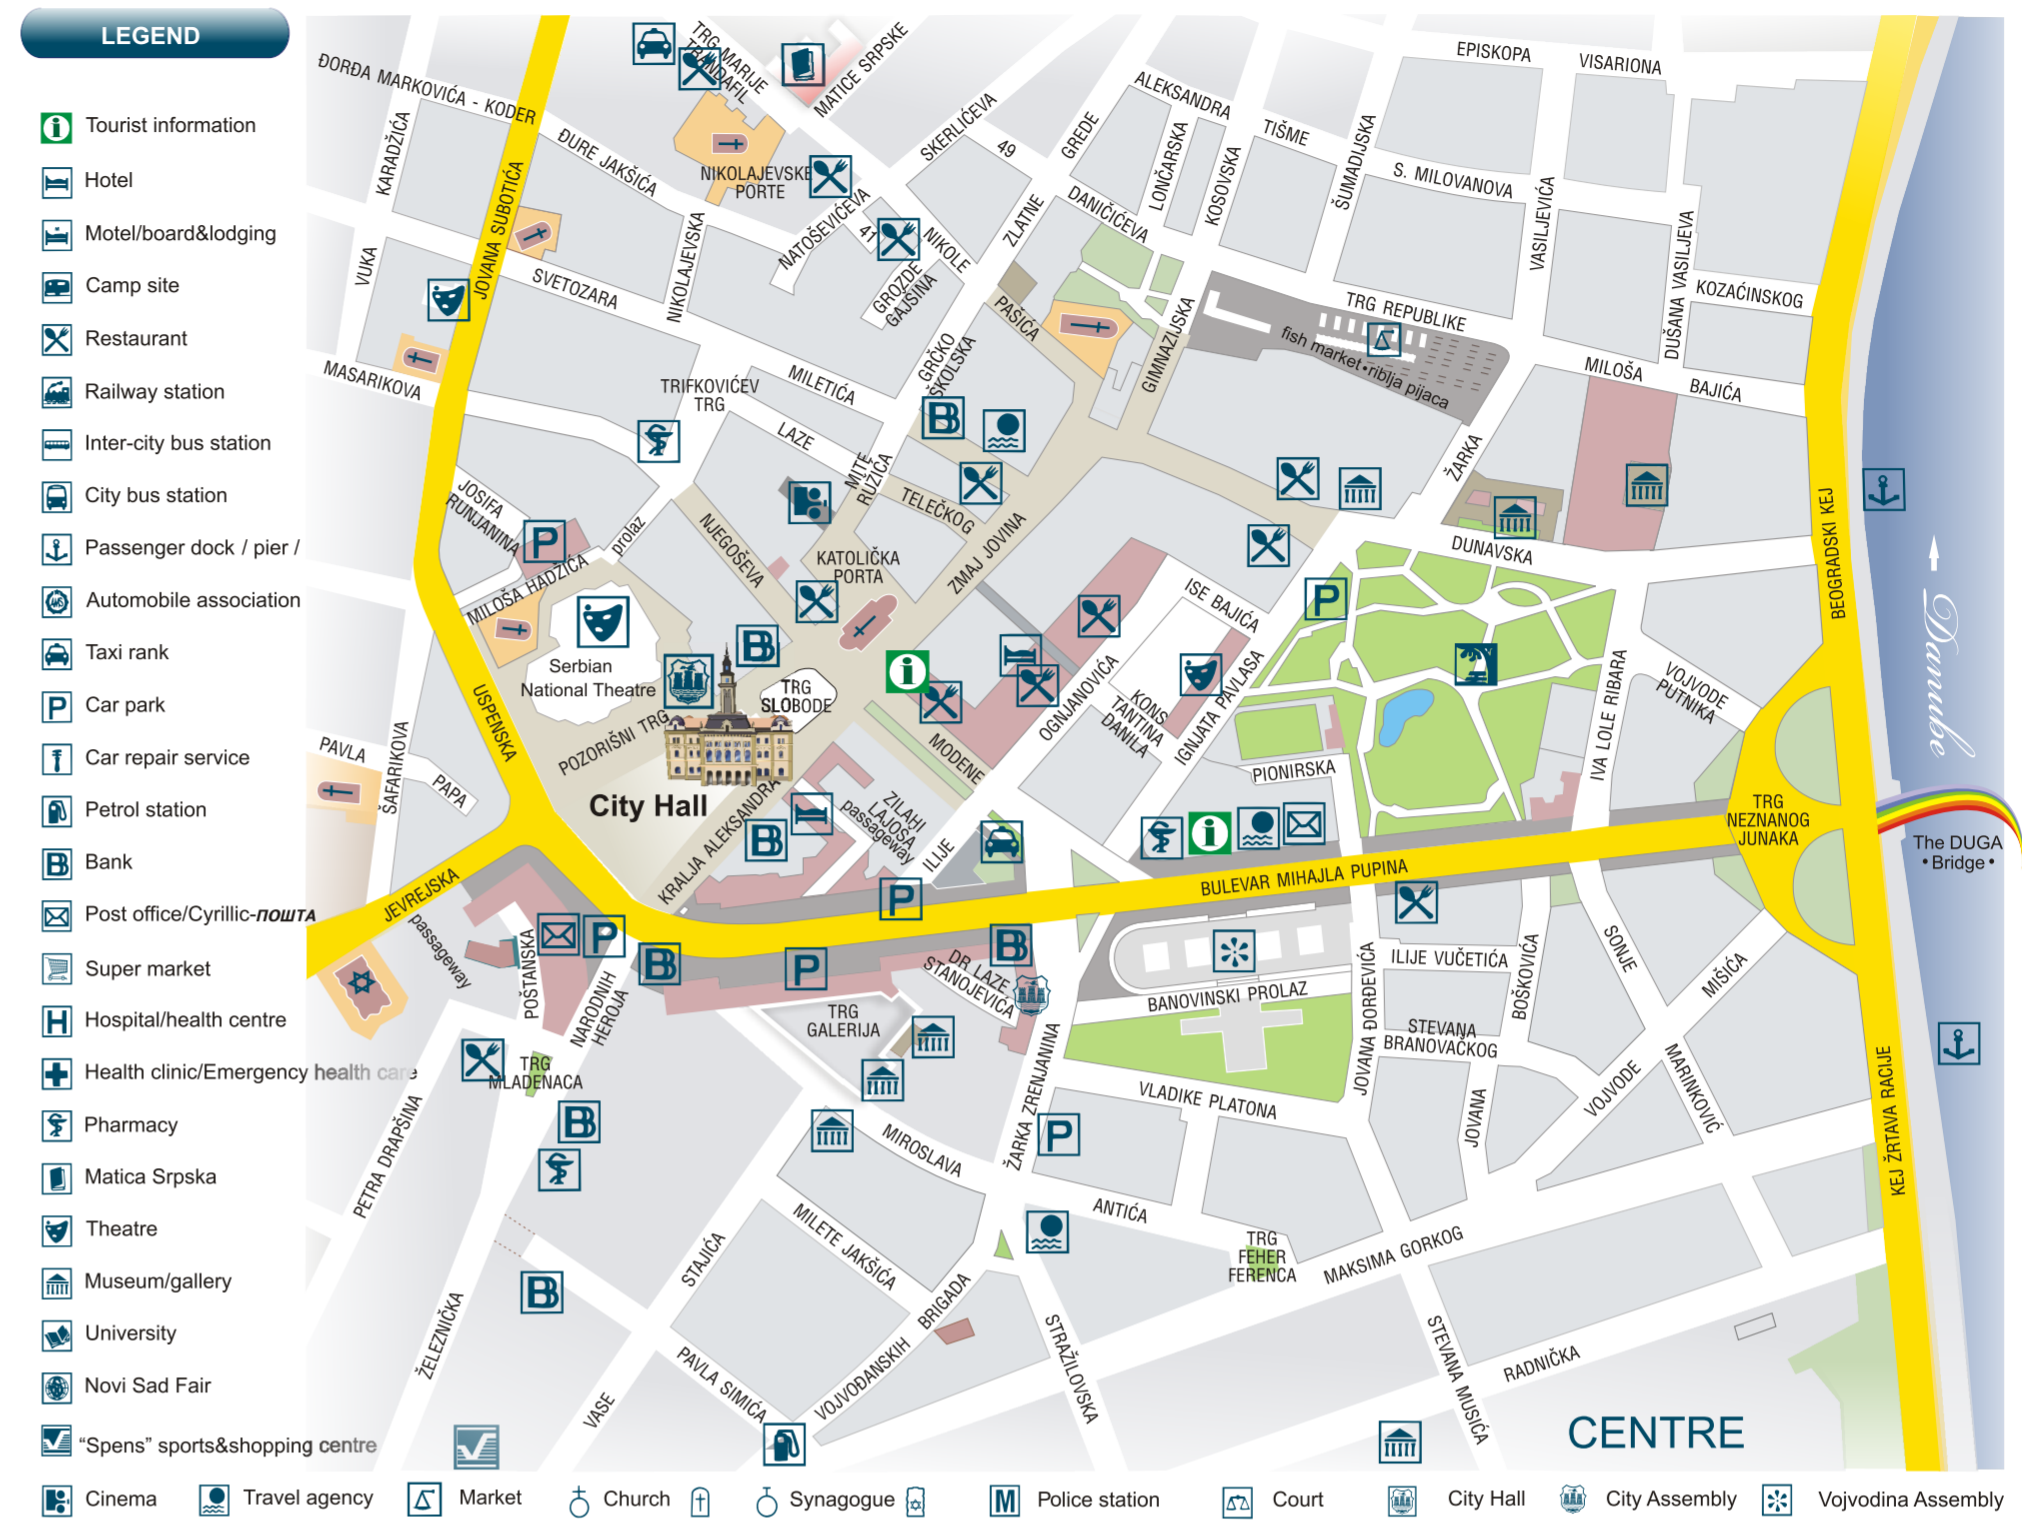 LEGEND
Tourist information
Hotel
Motel/board&lodging
Camp site
Restaurant
Railway station
Inter-city bus station
City bus station
Passenger dock / pier /
Automobile association
Taxi rank
Car park
Car repair service
Petrol station
Bank
Post office/Cyrillic-пошта
Super market
Hospital/health centre
Health clinic/Emergency health care
Pharmacy
Matica Srpska
Theatre
Museum/gallery
University
Novi Sad Fair
"Spens" sports&shopping centre
Cinema
Travel agency
Market
Church
Synagogue
Police station
Court
City Hall
City Assembly
Vojvodina Assembly
ĐORĐA MARKOVIĆA - KODER
KARADŽIĆA
VUKA
JOVANA SUBOTIĆA
ĐURE JAKŠIĆA
TRG MARIJE
TRANDAFIL
MATICE SRPSKE
NIKOLAJEVSKE
PORTE
NATOŠEVIĆEVA
41
NIKOLE
GROZDE
GAJŠINA
NIKOLAJEVSKA
SVETOZARA
MILETIĆA
MASARIKOVA
TRIFKOVIĆEV
TRG
LAZE
SKERLIĆEVA
49
GREDE
ZLATNE
ALEKSANDRA
TIŠME
LONČARSKA
KOSOVSKA
ŠUMADIJSKA
DANIČIĆEVA
EPISKOPA
VISARIONA
S. MILOVANOVA
VASILJEVIĆA
DUŠANA VASILJEVA
KOZAĆINSKOG
TRG REPUBLIKE
fish market•riblja pijaca
MILOŠA
BAJIĆA
PAŠIĆA
GRČKO
ŠKOLSKA
GIMNAZIJSKA
MITE
RUŽIĆA
TELEČKOG
ŽARKA
JOSIFA
RUNJANINA
prolaz
MILOŠA HADŽIĆA
NJEGOŠEVA
KATOLIČKA
PORTA
ZMAJ JOVINA
DUNAVSKA
BEOGRADSKI KEJ
Danube
ISE BAJIĆA
IGNJATA PAVLASA
OGNJANOVIĆA
KONS
TANTINA
DANILA
Serbian
National Theatre
TRG
SLOBODE
POZORIŠNI TRG
City Hall
USPENSKA
MODENE
PIONIRSKA
IVA LOLE RIBARA
VOJVODE
PUTNIKA
PAVLA
PAPA
ŠAFARIKOVA
KRALJA ALEKSANDRA
ZILAHI
LAJOŠA
passageway
ILIJE
TRG
NEZNANOG
JUNAKA
The DUGA
•Bridge•
JEVREJSKA
passageway
POŠTANSKA
NARODNIH
HEROJA
BULEVAR MIHAJLA PUPINA
DR LAZE
STANOJEVIĆA
BANOVINSKI PROLAZ
ILIJE VUČETIĆA
BOŠKOVIĆA
JOVANA ĐORĐEVIĆA
STEVANA
BRANOVAČKOG
SONJE
MARINKOVIĆ
MIŠIĆA
VOJVODE
JOVANA
TRG
GALERIJA
TRG
MLADENACA
VLADIKE PLATONA
ŽARKA ZRENJANINA
PETRA DRAPŠINA
MIROSLAVA
ANTIĆA
KEJ ŽRTAVA RACIJE
MILETE JAKŠIĆA
STAJIĆA
VASE
ŽELEZNIČKA
TRG
FEHER
FERENCA
MAKSIMA GORKOG
PAVLA SIMIĆA
VOJVOĐANSKIH BRIGADA
STRAŽILOVSKA
STEVANA MUSIĆA
RADNIČKA
CENTRE